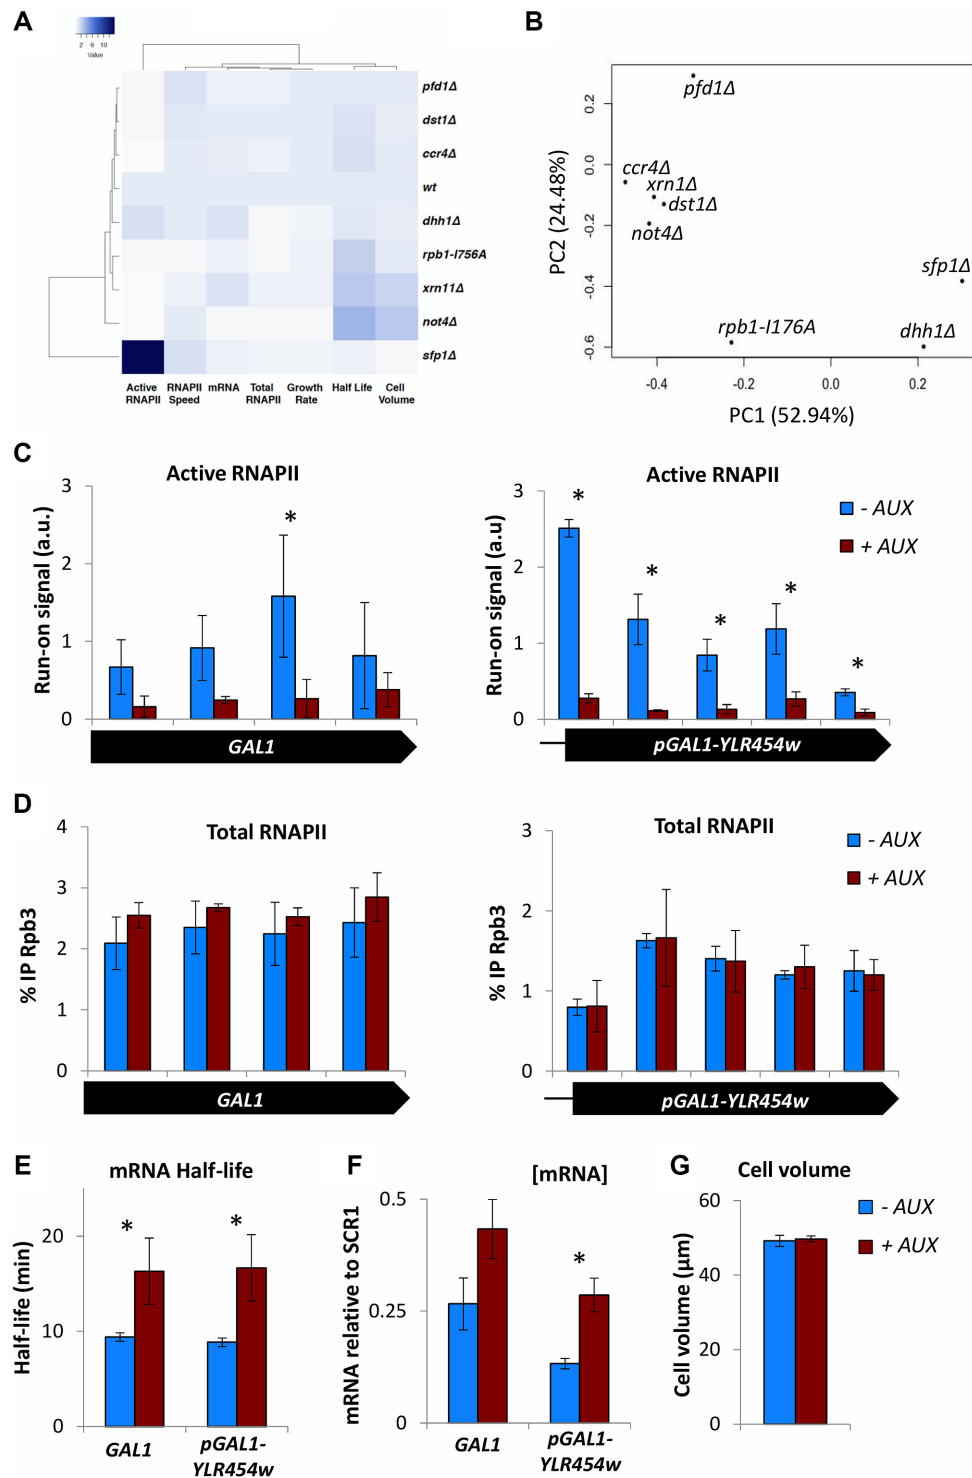 A
2 6 10
Value
pfd1Δ
dst1Δ
ccr4Δ
wt
dhh1Δ
rpb1-I756A
xrn11Δ
not4Δ
sfp1Δ
Active RNAPII
RNAPII Speed
mRNA
Total RNAPII
Growth Rate
Half Life
Cell Volume
B
PC2 (24.48%)
0.2
0.0
-0.2
-0.4
-0.6
pfd1Δ
ccr4Δ
xrn1Δ
dst1Δ
not4Δ
sfp1Δ
rpb1-I176A
dhh1Δ
-0.4 -0.2 0.0 0.2
PC1 (52.94%)
C
Active RNAPII
Run-on signal (a.u.)
3
2
1
0
*
GAL1
Active RNAPII
Run-on signal (a.u)
3
2
1
0
* * * * *
- AUX
+ AUX
pGAL1-YLR454w
D
Total RNAPII
% IP Rpb3
4
3
2
1
0
GAL1
Total RNAPII
% IP Rpb3
3
2
1
0
- AUX
+ AUX
pGAL1-YLR454w
E
mRNA Half-life
Half-life (min)
20
10
0
* *
GAL1
pGAL1-
YLR454w
F
[mRNA]
mRNA relative to SCR1
0.5
0.25
0
*
GAL1
pGAL1-
YLR454w
G
Cell volume
Cell volume (μm)
60
40
20
0
- AUX
+ AUX